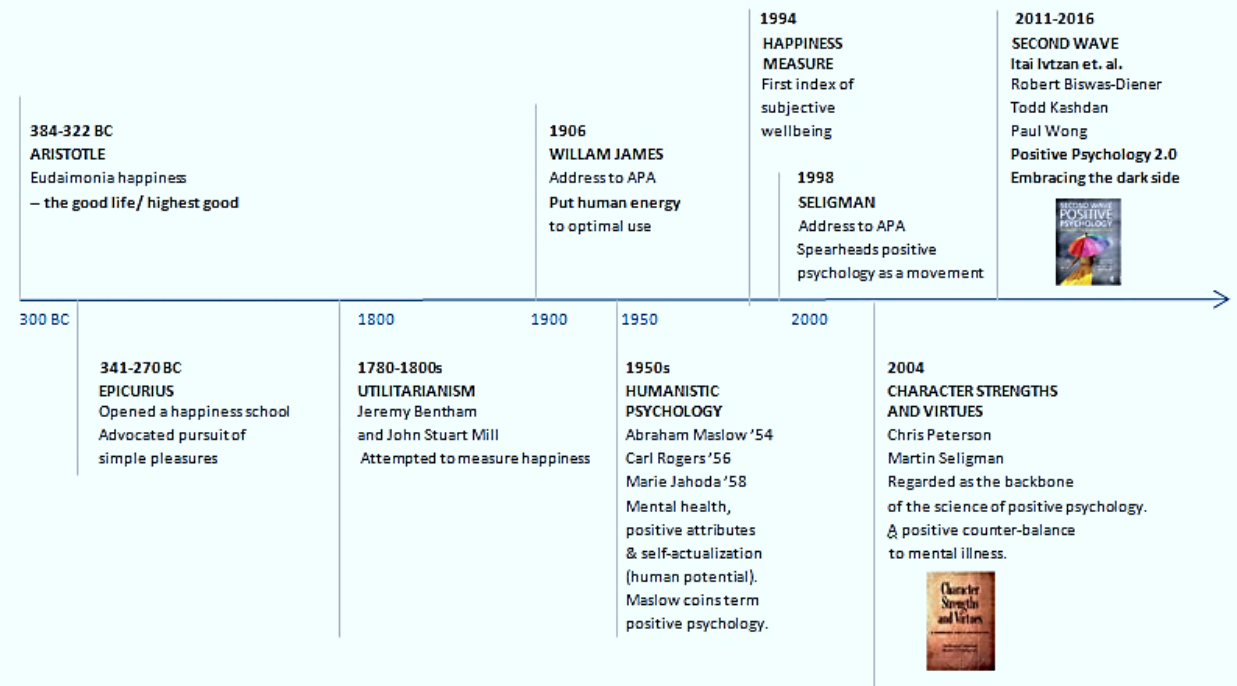 384-322 BC
ARISTOTLE
Eudaimonia happiness
– the good life/ highest good
1906
WILLAM JAMES
Address to APA
Put human energy
to optimal use
1994
HAPPINESS
MEASURE
First index of
subjective
wellbeing
1998
SELIGMAN
Address to APA
Spearheads positive
psychology as a movement
2011-2016
SECOND WAVE
Itai Ivtzan et. al.
Robert Biswas-Diener
Todd Kashdan
Paul Wong
Positive Psychology 2.0
Embracing the dark side
SECOND WAVE
POSITIVE
PSYCHOLOGY
300 BC
1800
1900
1950
2000
341-270 BC
EPICURIUS
Opened a happiness school
Advocated pursuit of
simple pleasures
1780-1800s
UTILITARIANISM
Jeremy Bentham
and John Stuart Mill
Attempted to measure happiness
1950s
HUMANISTIC
PSYCHOLOGY
Abraham Maslow ’54
Carl Rogers ’56
Marie Jahoda ’58
Mental health,
positive attributes
& self-actualization
(human potential).
Maslow coins term
positive psychology.
2004
CHARACTER STRENGTHS
AND VIRTUES
Chris Peterson
Martin Seligman
Regarded as the backbone
of the science of positive psychology.
A positive counter-balance
to mental illness.
Character
Strengths
and Virtues